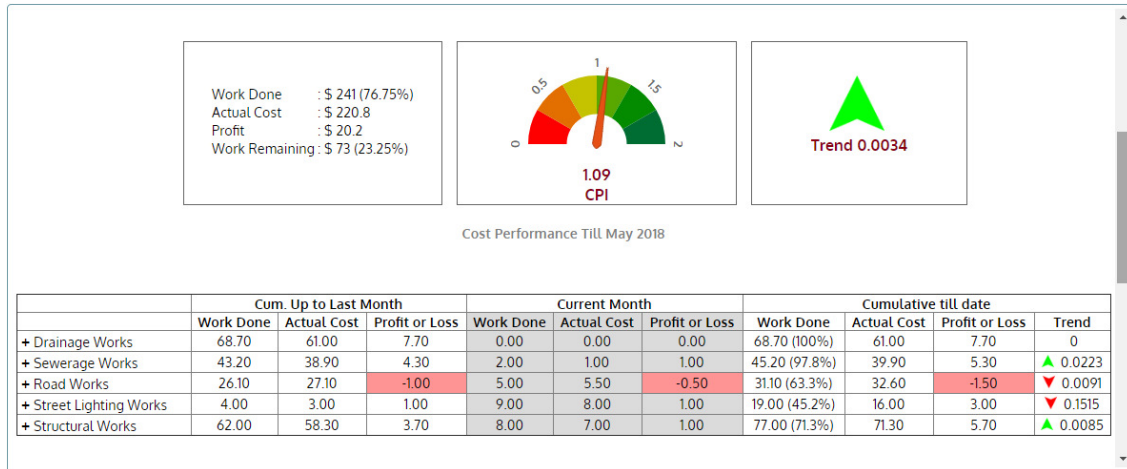 Work Done : $ 241 (76.75%)
Actual Cost : $ 220.8
Profit : $ 20.2
Work Remaining : $ 73 (23.25%)
0
0.5
1
1.5
2
1.09
CPI
Trend 0.0034
Cost Performance Till May 2018
Cum. Up to Last Month Current Month Cumulative till date
Work Done Actual Cost Profit or Loss Work Done Actual Cost Profit or Loss Work Done Actual Cost Profit or Loss Trend
+ Drainage Works 68.70 61.00 7.70 0.00 0.00 0.00 68.70 (100%) 61.00 7.70 0
+ Sewerage Works 43.20 38.90 4.30 2.00 1.00 1.00 45.20 (97.8%) 39.90 5.30 0.0223
+ Road Works 26.10 27.10 -1.00 5.00 5.50 -0.50 31.10 (63.3%) 32.60 -1.50 0.0091
+ Street Lighting Works 4.00 3.00 1.00 9.00 8.00 1.00 19.00 (45.2%) 16.00 3.00 0.1515
+ Structural Works 62.00 58.30 3.70 8.00 7.00 1.00 77.00 (71.3%) 71.30 5.70 0.0085